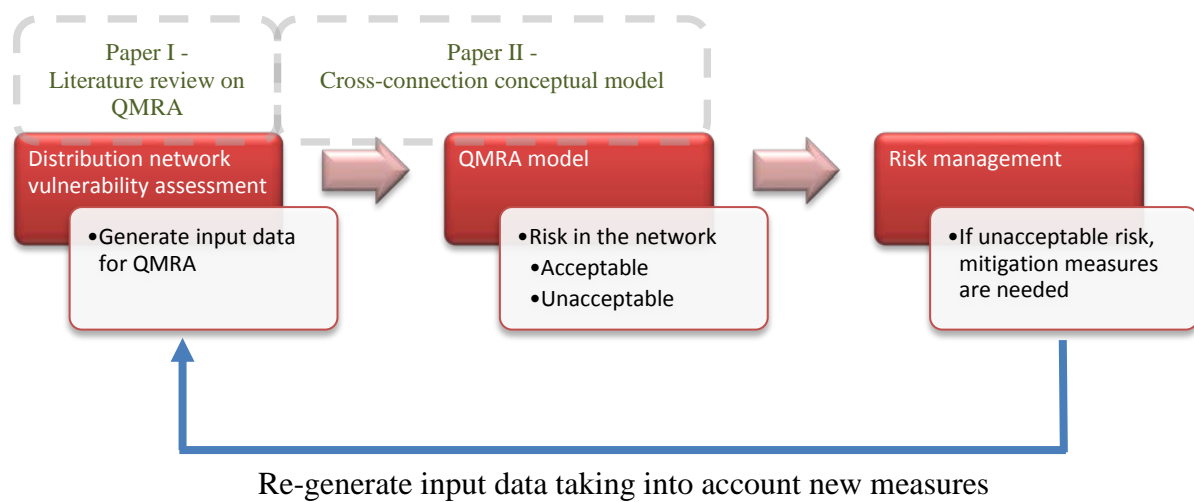 Paper I -
Literature review on
QMRA
Paper II -
Cross-connection conceptual model
Distribution network
vulnerability assessment
•Generate input data
for QMRA
QMRA model
•Risk in the network
•Acceptable
•Unacceptable
Risk management
•If unacceptable risk,
mitigation measures
are needed
Re-generate input data taking into account new measures